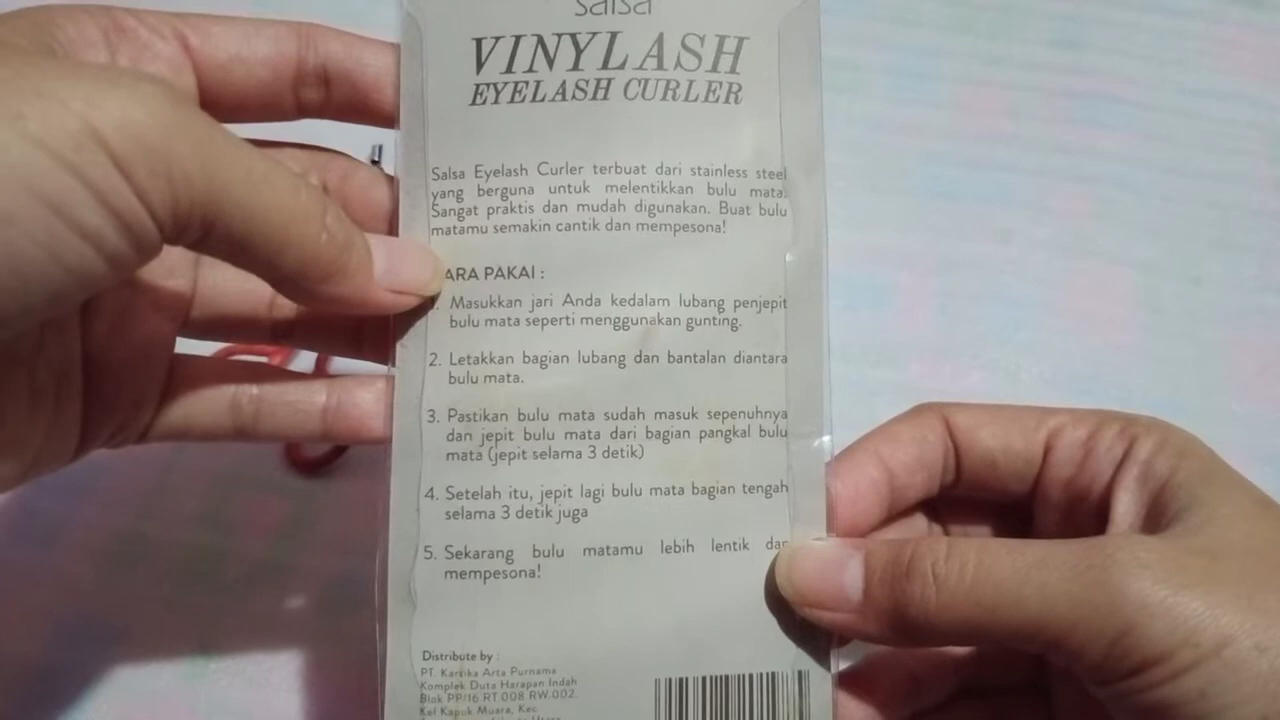 salsa
VINYLASH
EYELASH CURLER
Salsa Eyelash Curler terbuat dari stainless steel
yang berguna untuk melentikkan bulu mata.
Sangat praktis dan mudah digunakan. Buat bulu
matamu semakin cantik dan mempesona!
ARA PAKAI :
Masukkan jari Anda kedalam lubang penjepit
bulu mata seperti menggunakan gunting.
2. Letakkan bagian lubang dan bantalan diantara
bulu mata.
3. Pastikan bulu mata sudah masuk sepenuhnya
dan jepit bulu mata dari bagian pangkal bulu
mata (jepit selama 3 detik)
4. Setelah itu, jepit lagi bulu mata bagian tengah
selama 3 detik juga
5. Sekarang bulu matamu lebih lentik dan
mempesona!
Distribute by :
PT. Kartika Arta Purnama
Komplek Duta Harapan Indah
Blok PP/16 RT.008 RW.002.
Kel Kapuk Muara, Kec